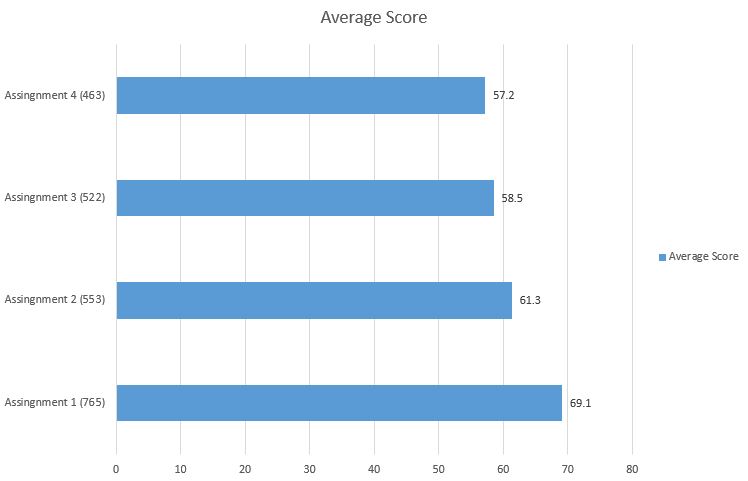 Average Score
Assingnment 4 (463)
57.2
Assingnment 3 (522)
58.5
Average Score
Assingnment 2 (553)
61.3
Assingnment 1 (765)
69.1
0 10 20 30 40 50 60 70 80